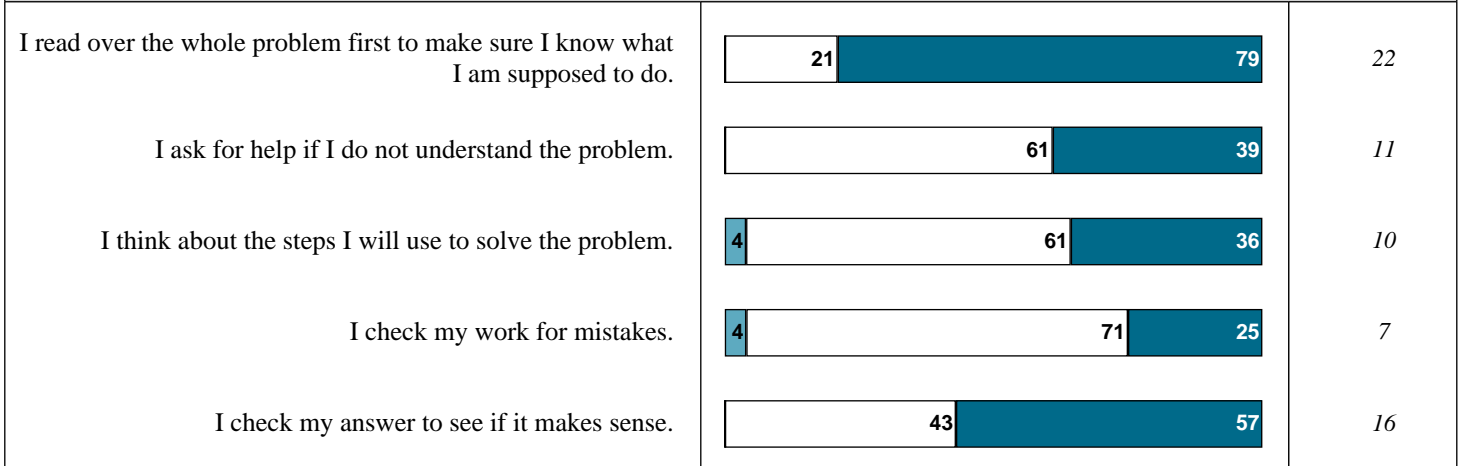 I read over the whole problem first to make sure I know what
I am supposed to do.
21 79 22
I ask for help if I do not understand the problem.
61 39 11
I think about the steps I will use to solve the problem.
4 61 36 10
I check my work for mistakes.
4 71 25 7
I check my answer to see if it makes sense.
43 57 16